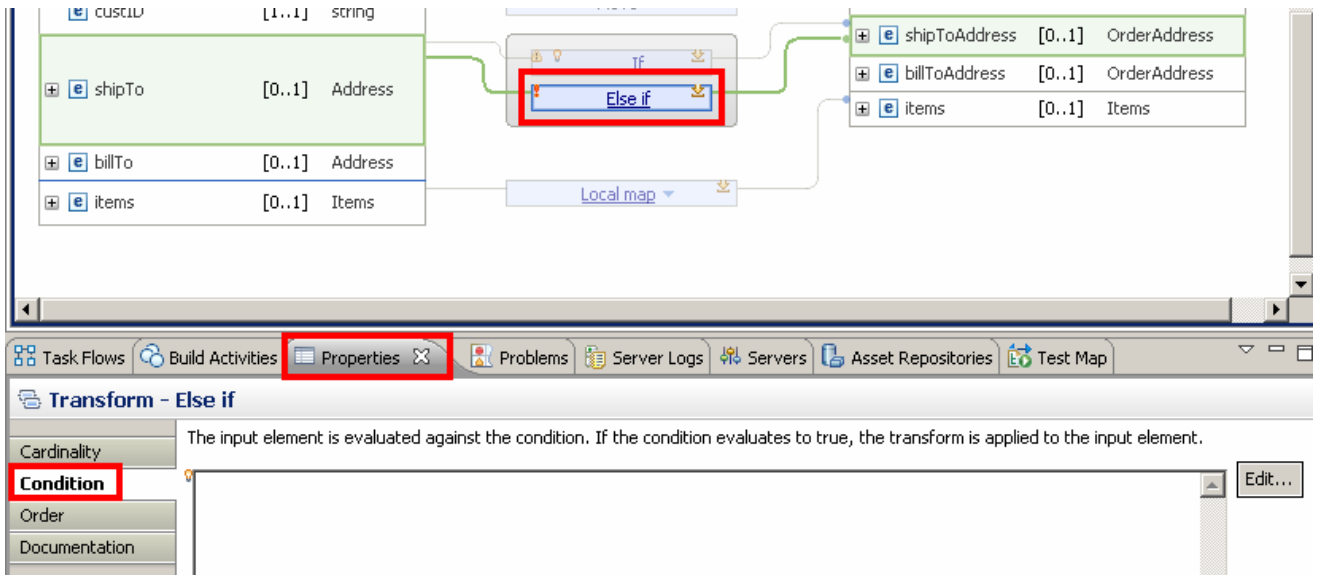 custID [1..1] string
If
shipToAddress [0..1] OrderAddress
shipTo [0..1] Address
Else if
billToAddress [0..1] OrderAddress
items [0..1] Items
billTo [0..1] Address
items [0..1] Items
Local map
Task Flows Build Activities Properties Problems Server Logs Servers Asset Repositories Test Map
Transform - Else if
Cardinality
The input element is evaluated against the condition. If the condition evaluates to true, the transform is applied to the input element.
Condition
Edit...
Order
Documentation